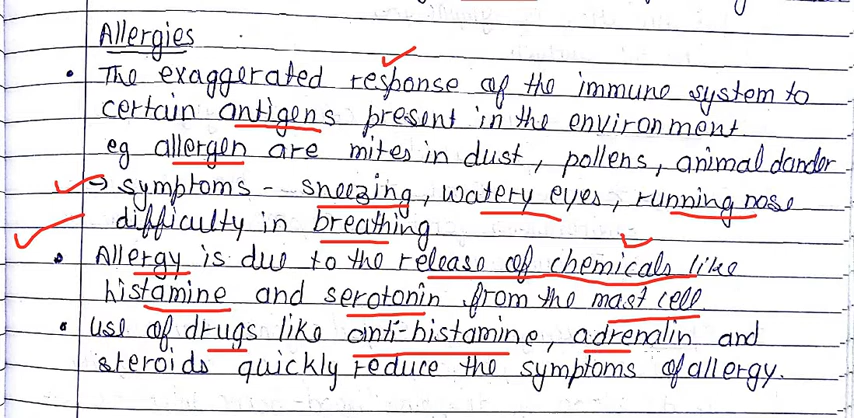 Allergies
• The exaggerated response of the immune system to
certain antigens present in the environment
eg allergen are mites in dust, pollens, animal dander
→ symptoms - sneezing, watery eyes, running nose
difficulty in breathing
• Allergy is due to the release of chemicals like
histamine and serotonin from the mast cell
• use of drugs like anti-histamine, adrenalin and
steroids quickly reduce the symptoms of allergy.